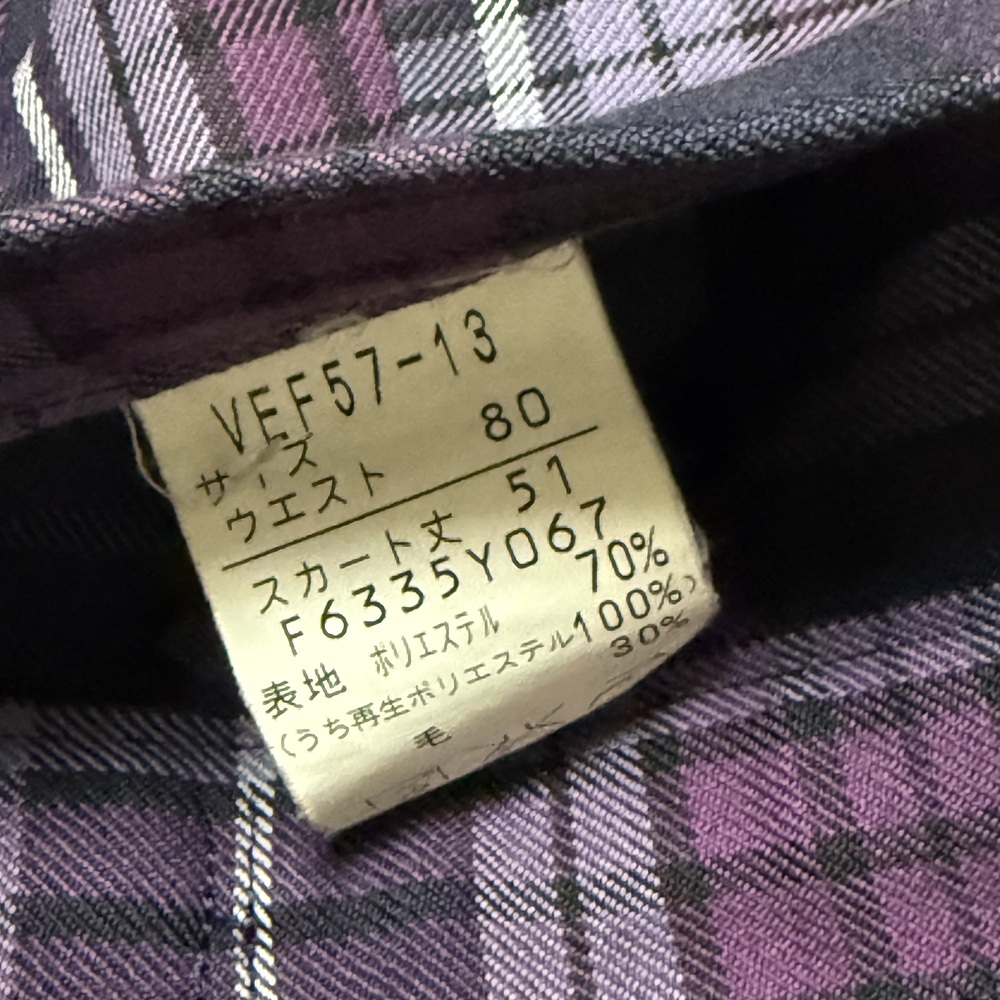 VEF57-13
サイズ
ウエスト 80
スカート丈 51
F6335Y067
表地 ポリエステル 70%
(うち再生ポリエステル100%)
毛 30%